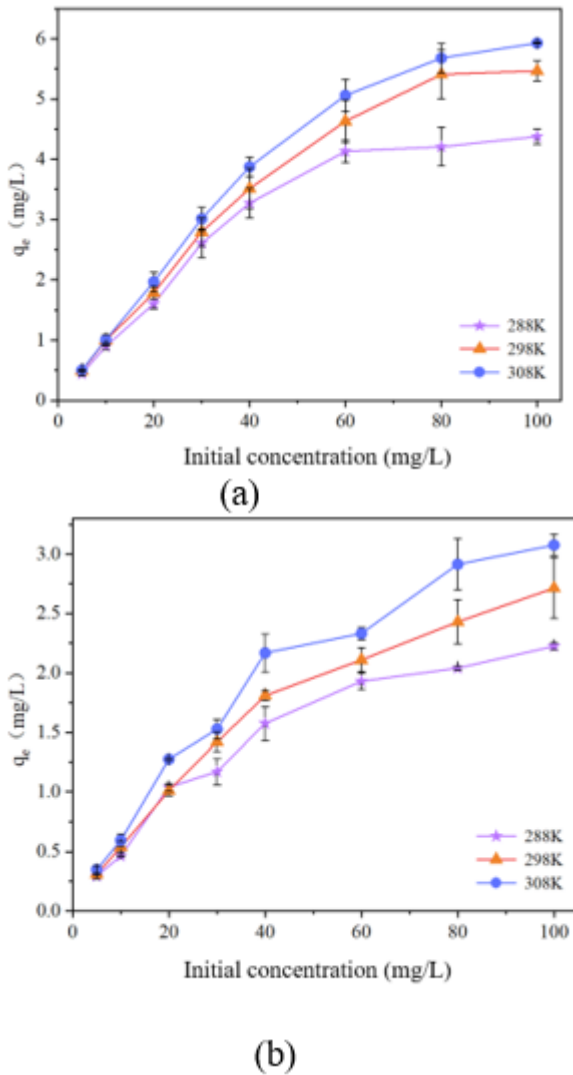 6
5
4
3
2
1
0
qe (mg/L)
288K
298K
308K
0 20 40 60 80 100
Initial concentration (mg/L)
(a)
3.0
2.5
2.0
1.5
1.0
0.5
0.0
qe (mg/L)
288K
298K
308K
0 20 40 60 80 100
Initial concentration (mg/L)
(b)